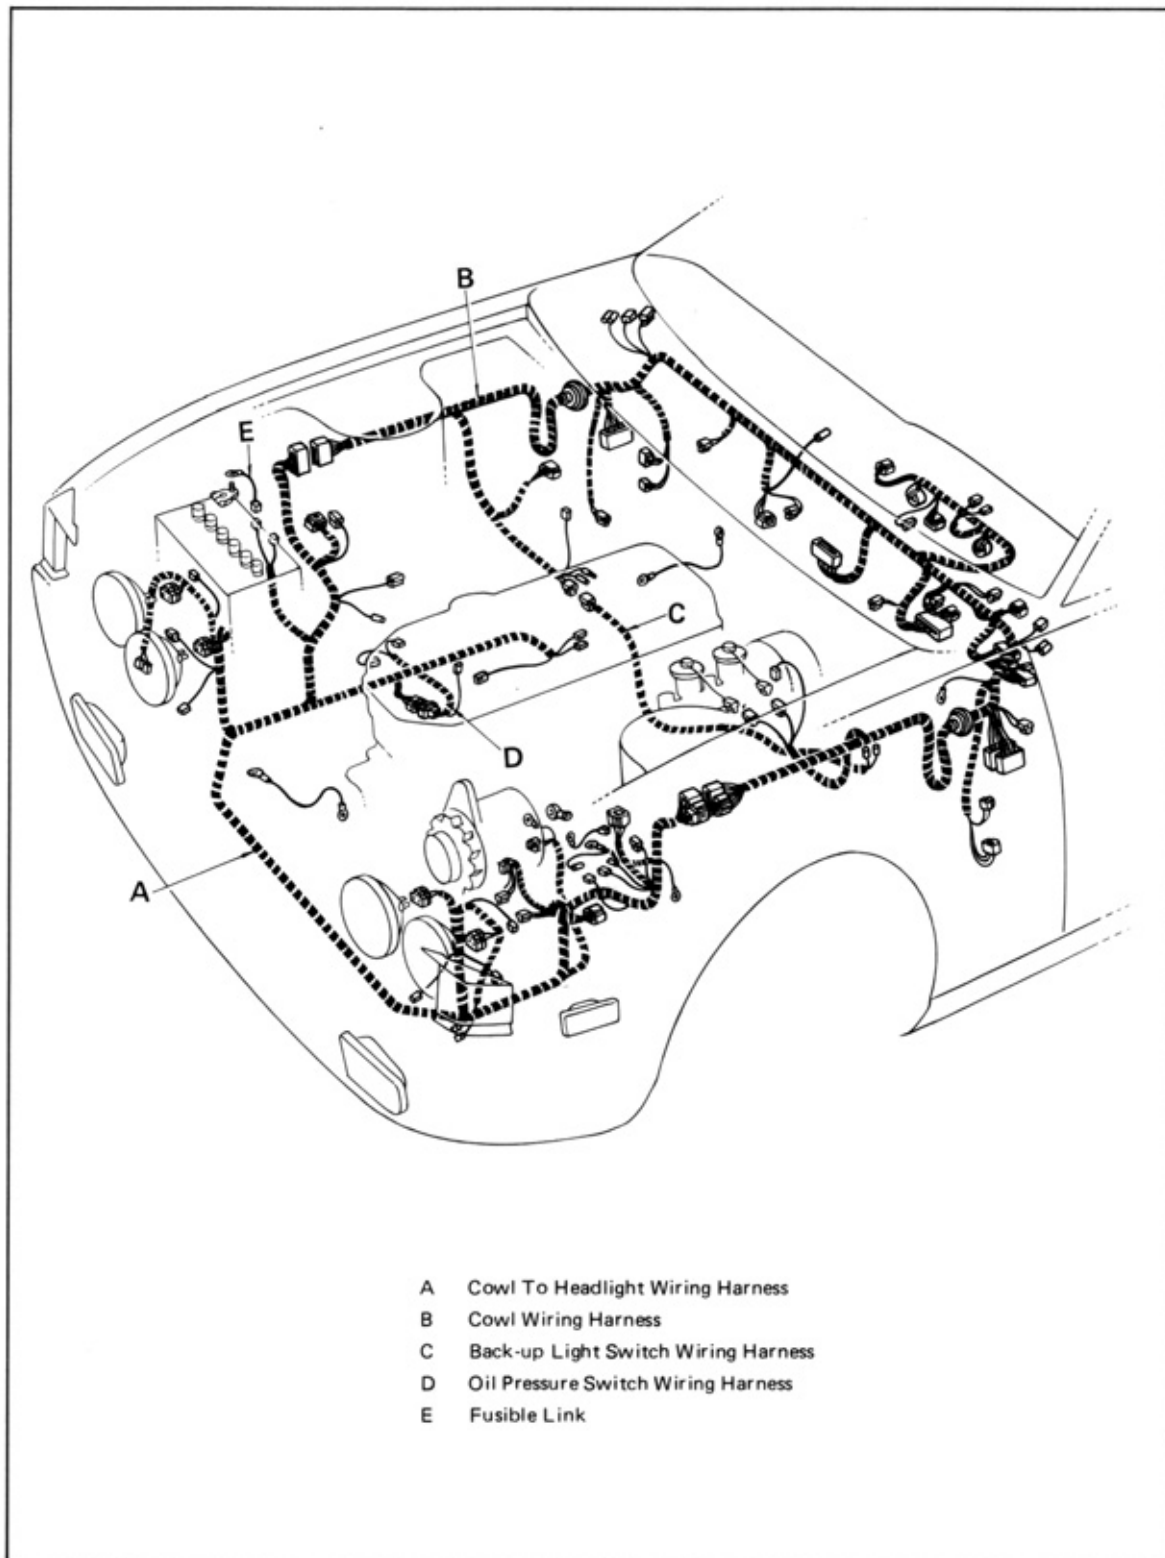 B
E
C
D
A
A Cowl To Headlight Wiring Harness
B Cowl Wiring Harness
C Back-up Light Switch Wiring Harness
D Oil Pressure Switch Wiring Harness
E Fusible Link